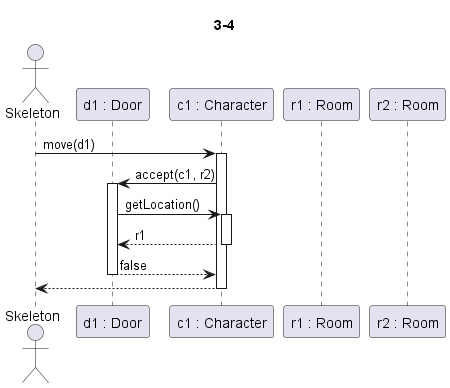 3-4
Skeleton
d1 : Door
c1 : Character
r1 : Room
r2 : Room
move(d1)
accept(c1, r2)
getLocation()
r1
false
Skeleton
d1 : Door
c1 : Character
r1 : Room
r2 : Room